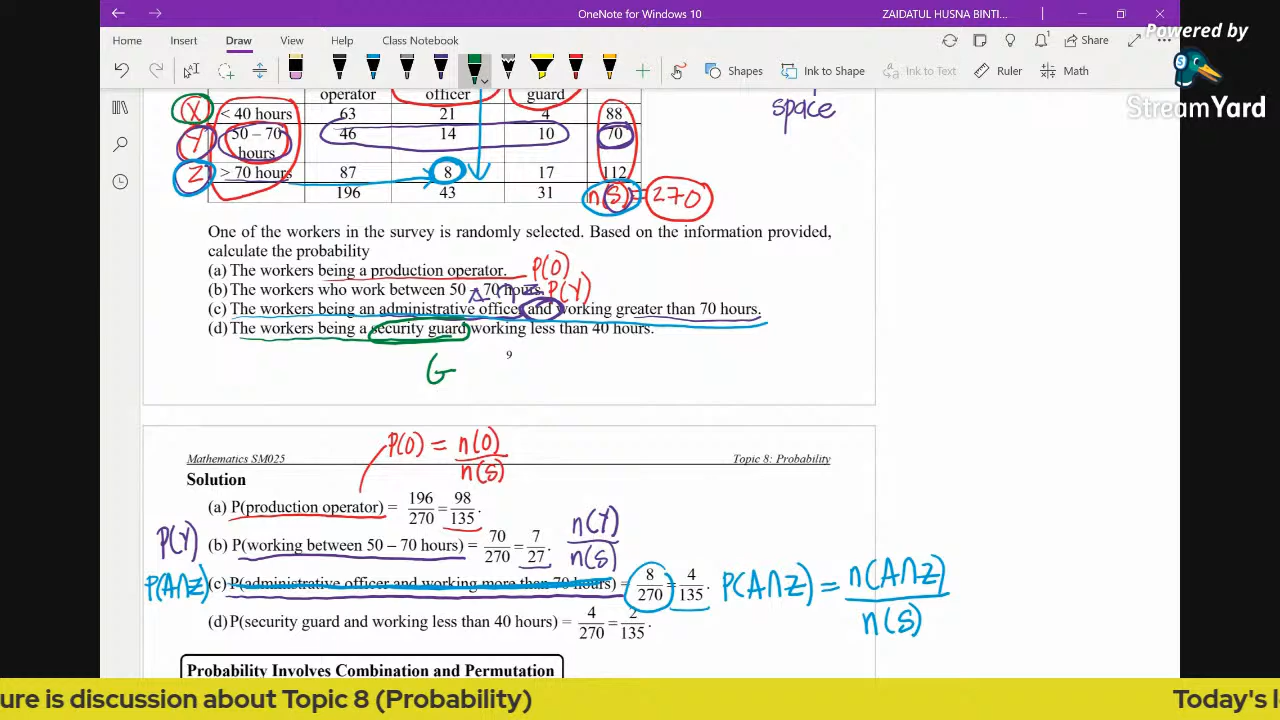 OneNote for Windows 10
ZAIDATUL HUSNA BINTI...
Powered by
StreamYard
Home Insert Draw View Help Class Notebook
Share
Shapes Ink to Shape Ink to Text Ruler Math
operator officer guard
space
X < 40 hours 63 21 4 88
Y 50 – 70 46 14 10 70
hours
Z > 70 hours 87 8 17 112
196 43 31 n(S) = 270
One of the workers in the survey is randomly selected. Based on the information provided,
calculate the probability
(a) The workers being a production operator. P(O)
(b) The workers who work between 50 – 70 hours. P(Y)
A ∩ Z
(c) The workers being an administrative officer and working greater than 70 hours.
(d) The workers being a security guard working less than 40 hours.
9
G
P(O) = n(O)
n(S)
Mathematics SM025 Topic 8: Probability
Solution
(a) P(production operator) = 196/270 = 98/135.
P(Y) (b) P(working between 50 – 70 hours) = 70/270 = 7/27. n(Y)/n(S)
P(A∩Z) (c) P(administrative officer and working more than 70 hours) = 8/270 = 4/135. P(A∩Z) = n(A∩Z)/n(S)
(d) P(security guard and working less than 40 hours) = 4/270 = 2/135.
Probability Involves Combination and Permutation
ure is discussion about Topic 8 (Probability) Today's l